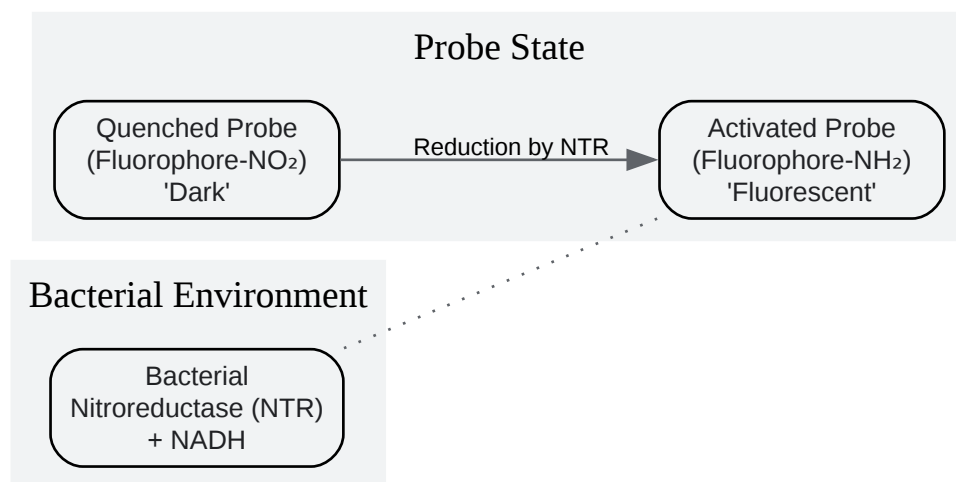 Probe State
Quenched Probe
(Fluorophore-NO₂)
'Dark'
Reduction by NTR
Activated Probe
(Fluorophore-NH₂)
'Fluorescent'
Bacterial Environment
Bacterial
Nitroreductase (NTR)
+ NADH